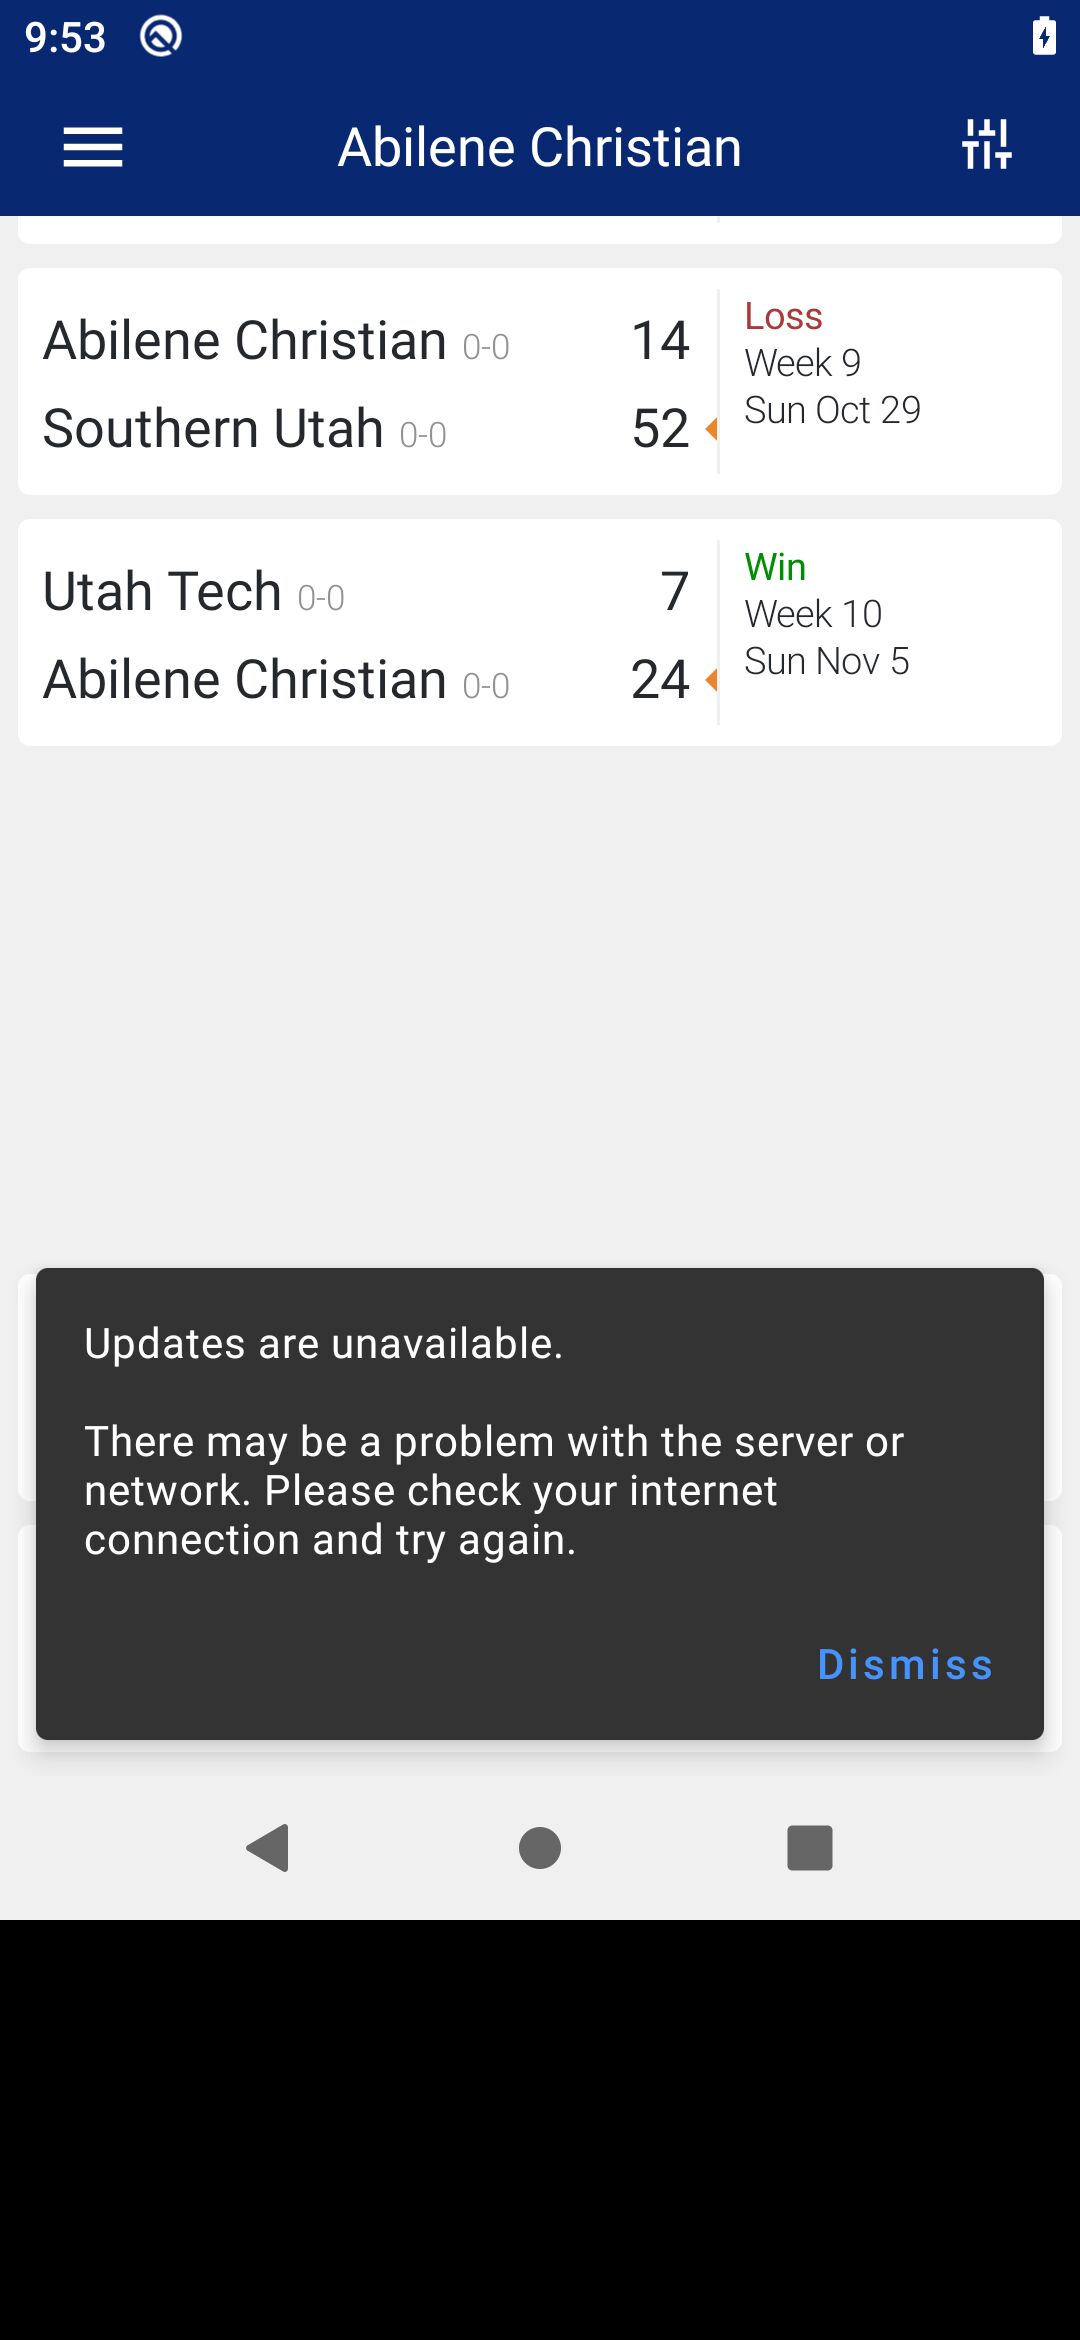 9:53
Abilene Christian
Abilene Christian 0-0 14
Loss
Week 9
Sun Oct 29
Southern Utah 0-0 52
Utah Tech 0-0 7
Win
Week 10
Sun Nov 5
Abilene Christian 0-0 24
Updates are unavailable.
There may be a problem with the server or
network. Please check your internet
connection and try again.
Dismiss